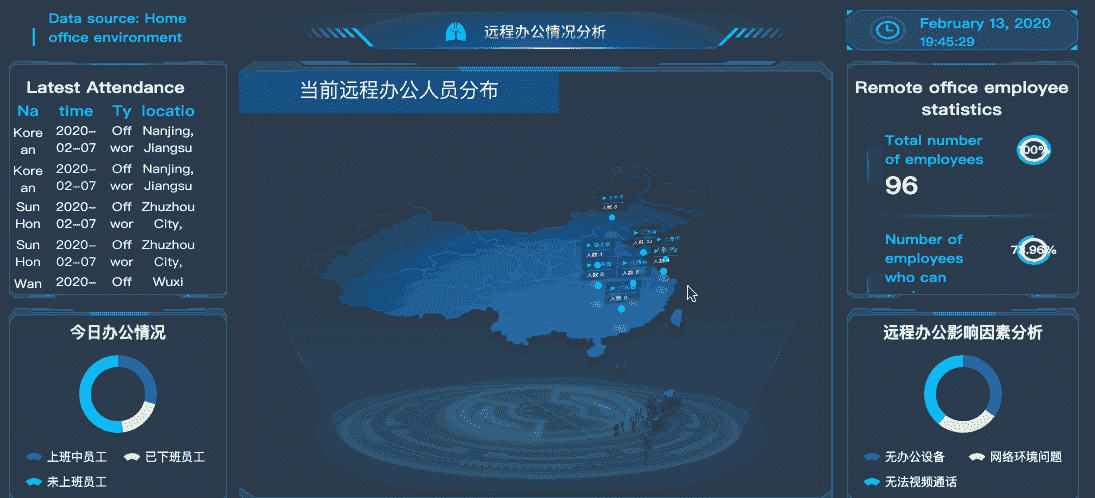 Data source: Home
office environment
远程办公情况分析
February 13, 2020
19:45:29
Latest Attendance
Na time Ty locatio
Kore 2020- Off Nanjing,
an 02-07 wor Jiangsu
Kore 2020- Off Nanjing,
an 02-07 wor Jiangsu
Sun 2020- Off Zhuzhou
Hon 02-07 wor City,
Sun 2020- Off Zhuzhou
Hon 02-07 wor City,
Wan 2020- Off Wuxi
当前远程办公人员分布
Remote office employee
statistics
Total number
of employees
100%
96
Number of
employees
who can
今日办公情况
上班中员工
已下班员工
未上班员工
远程办公影响因素分析
无办公设备
网络环境问题
无法视频通话